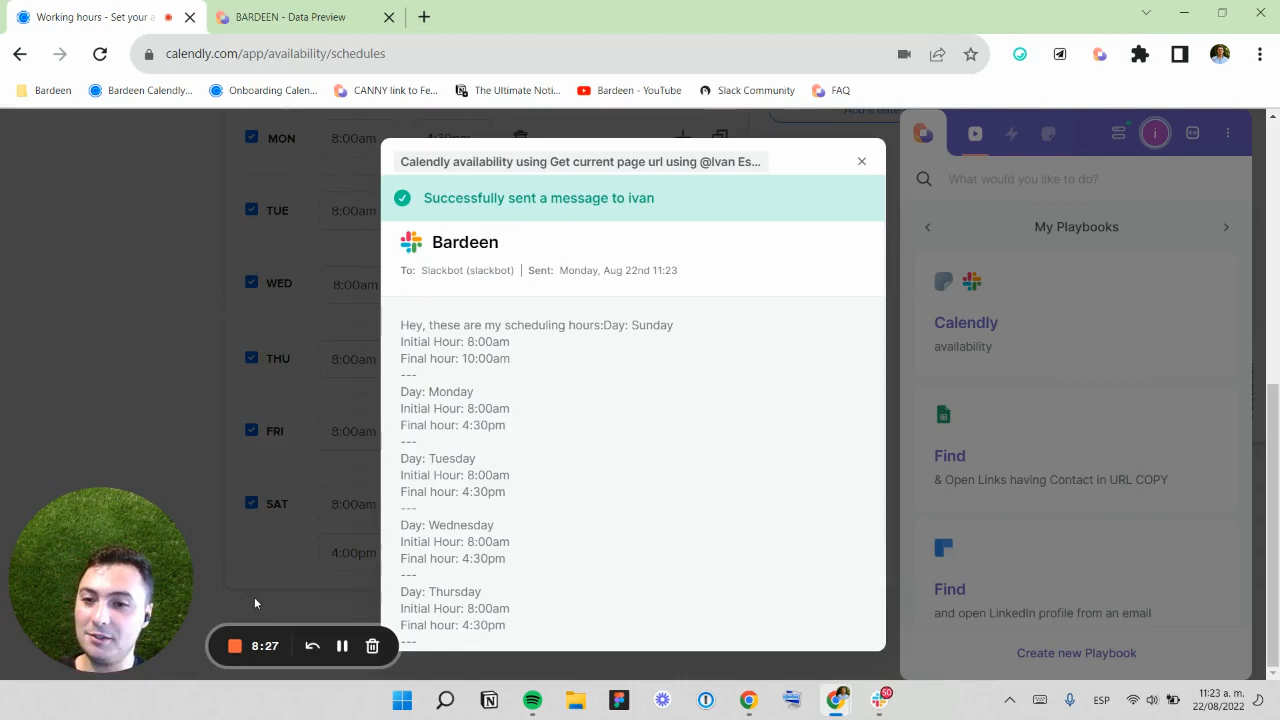 Working hours - Set your a
BARDEEN - Data Preview
calendly.com/app/availability/schedules
Bardeen
Bardeen Calendly...
Onboarding Calen...
CANNY link to Fe...
The Ultimate Noti...
Bardeen - YouTube
Slack Community
FAQ
MON
8:00am
4:30pm
TUE
8:00am
WED
8:00am
THU
8:00am
FRI
8:00am
SAT
8:00am
4:00pm
Calendly availability using Get current page url using @Ivan Es...
Successfully sent a message to ivan
Bardeen
To: Slackbot (slackbot) | Sent: Monday, Aug 22nd 11:23
Hey, these are my scheduling hours:Day: Sunday
Initial Hour: 8:00am
Final hour: 10:00am
---
Day: Monday
Initial Hour: 8:00am
Final hour: 4:30pm
---
Day: Tuesday
Initial Hour: 8:00am
Final hour: 4:30pm
---
Day: Wednesday
Initial Hour: 8:00am
Final hour: 4:30pm
---
Day: Thursday
Initial Hour: 8:00am
Final hour: 4:30pm
---
i
What would you like to do?
My Playbooks
Calendly
availability
Find
& Open Links having Contact in URL COPY
Find
and open LinkedIn profile from an email
Create new Playbook
8:27
50
ESP
11:23 a. m.
22/08/2022